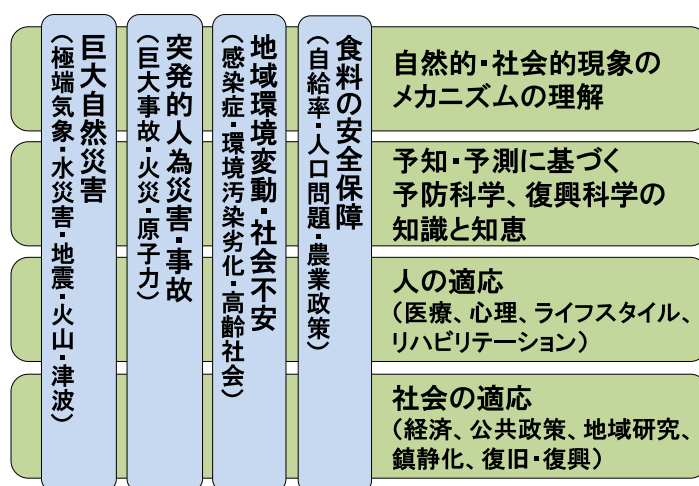 巨大自然災害
（極端気象・水災害・地震・火山・津波）
突発的人為災害・事故
（巨大事故・火災・原子力）
地域環境変動・社会不安
（感染症・環境汚染劣化・高齢社会）
食料の安全保障
（自給率・人口問題・農業政策）
自然的・社会的現象の
メカニズムの理解
予知・予測に基づく
予防科学、復興科学の
知識と知恵
人の適応
（医療、心理、ライフスタイル、
リハビリテーション）
社会の適応
（経済、公共政策、地域研究、
鎮静化、復旧・復興）